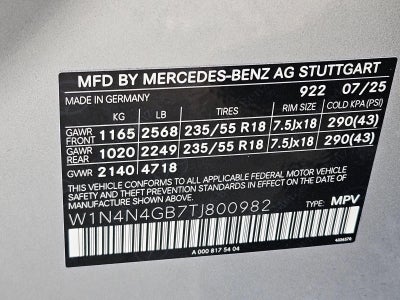 MFD BY MERCEDES-BENZ AG STUTTGART
MADE IN GERMANY 922 07/25
KG LB TIRES RIM SIZE COLD KPA (PSI)
GAWR FRONT 1165 2568 235/55 R18 7.5Jx18 290(43)
GAWR REAR 1020 2249 235/55 R18 7.5Jx18 290(43)
GVWR 2140 4718
THIS VEHICLE CONFORMS TO ALL APPLICABLE FEDERAL MOTOR VEHICLE
SAFETY AND THEFT PREVENTION STANDARDS IN EFFECT ON THE DATE
OF MANUFACTURE SHOWN ABOVE.
W1N4N4GB7TJ800982 TYPE: MPV
A 000 817 54 04